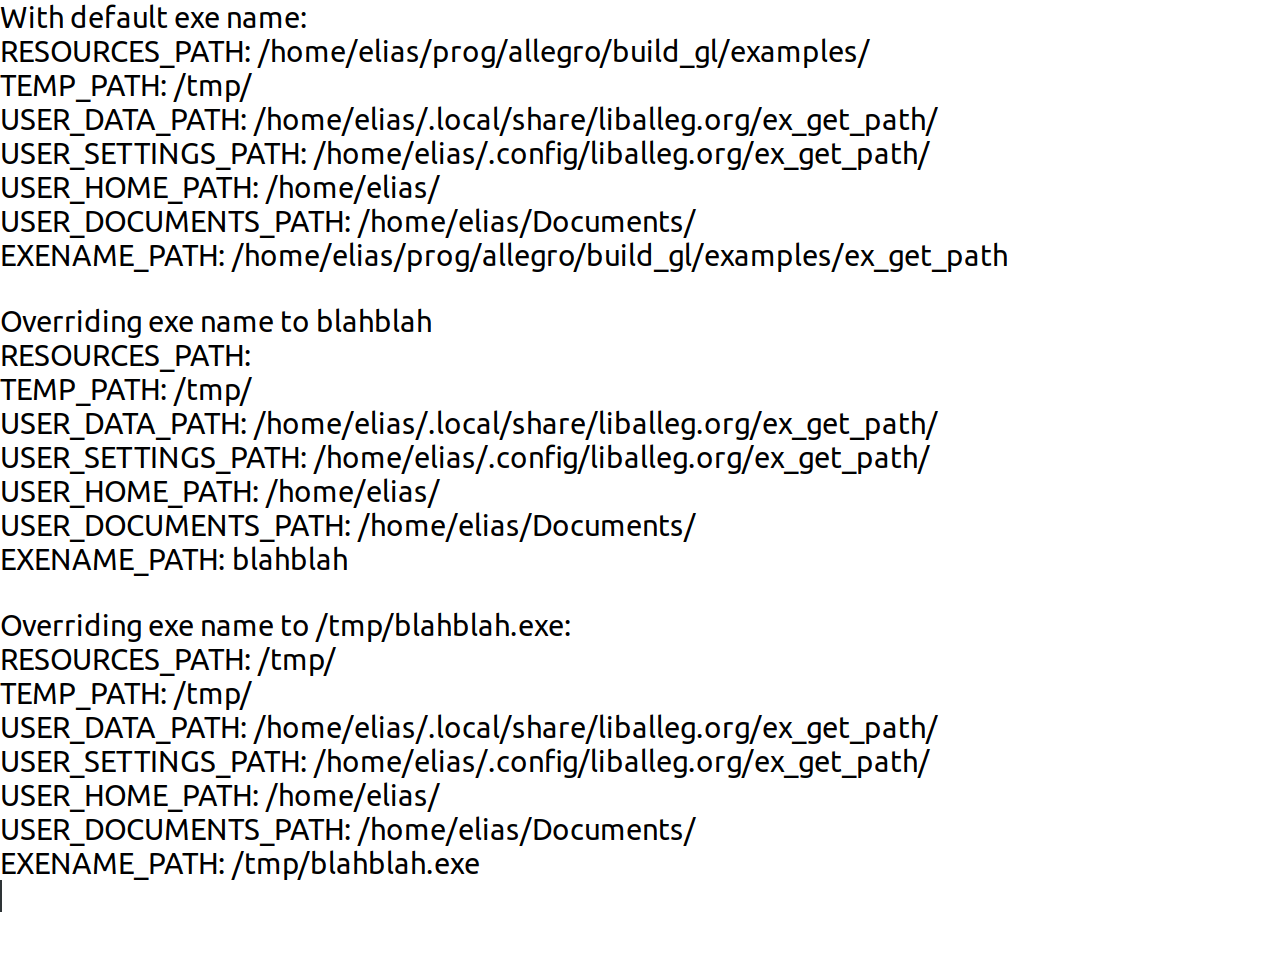 With default exe name:
RESOURCES_PATH: /home/elias/prog/allegro/build_gl/examples/
TEMP_PATH: /tmp/
USER_DATA_PATH: /home/elias/.local/share/liballeg.org/ex_get_path/
USER_SETTINGS_PATH: /home/elias/.config/liballeg.org/ex_get_path/
USER_HOME_PATH: /home/elias/
USER_DOCUMENTS_PATH: /home/elias/Documents/
EXENAME_PATH: /home/elias/prog/allegro/build_gl/examples/ex_get_path

Overriding exe name to blahblah
RESOURCES_PATH:
TEMP_PATH: /tmp/
USER_DATA_PATH: /home/elias/.local/share/liballeg.org/ex_get_path/
USER_SETTINGS_PATH: /home/elias/.config/liballeg.org/ex_get_path/
USER_HOME_PATH: /home/elias/
USER_DOCUMENTS_PATH: /home/elias/Documents/
EXENAME_PATH: blahblah

Overriding exe name to /tmp/blahblah.exe:
RESOURCES_PATH: /tmp/
TEMP_PATH: /tmp/
USER_DATA_PATH: /home/elias/.local/share/liballeg.org/ex_get_path/
USER_SETTINGS_PATH: /home/elias/.config/liballeg.org/ex_get_path/
USER_HOME_PATH: /home/elias/
USER_DOCUMENTS_PATH: /home/elias/Documents/
EXENAME_PATH: /tmp/blahblah.exe